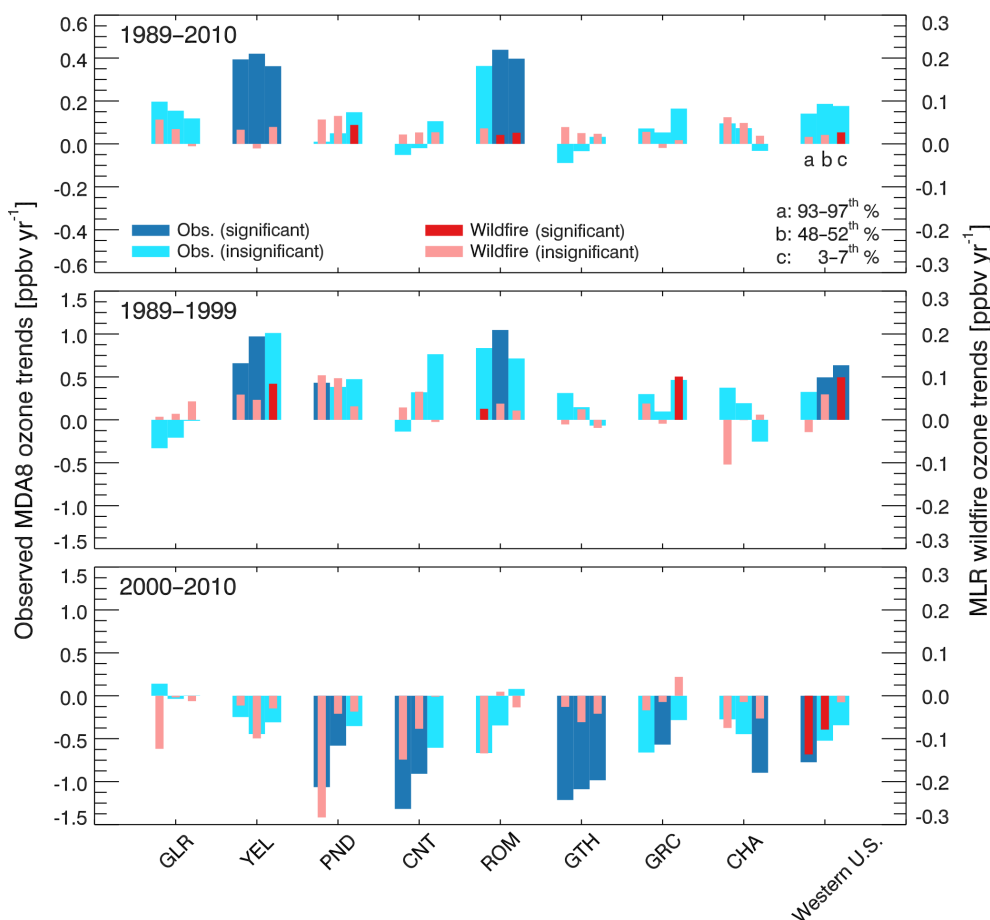 1989–2010
0.6
0.4
0.2
0.0
-0.2
-0.4
-0.6
0.3
0.2
0.1
0.0
-0.1
-0.2
-0.3
a b c
Obs. (significant)
Obs. (insignificant)
Wildfire (significant)
Wildfire (insignificant)
a: 93–97th %
b: 48–52th %
c: 3–7th %
1989–1999
1.5
1.0
0.5
0.0
-0.5
-1.0
-1.5
0.3
0.2
0.1
0.0
-0.1
-0.2
-0.3
2000–2010
1.5
1.0
0.5
0.0
-0.5
-1.0
-1.5
0.3
0.2
0.1
0.0
-0.1
-0.2
-0.3
Observed MDA8 ozone trends [ppbv yr-1]
MLR wildfire ozone trends [ppbv yr-1]
GLR
YEL
PND
CNT
ROM
GTH
GRC
CHA
Western U.S.